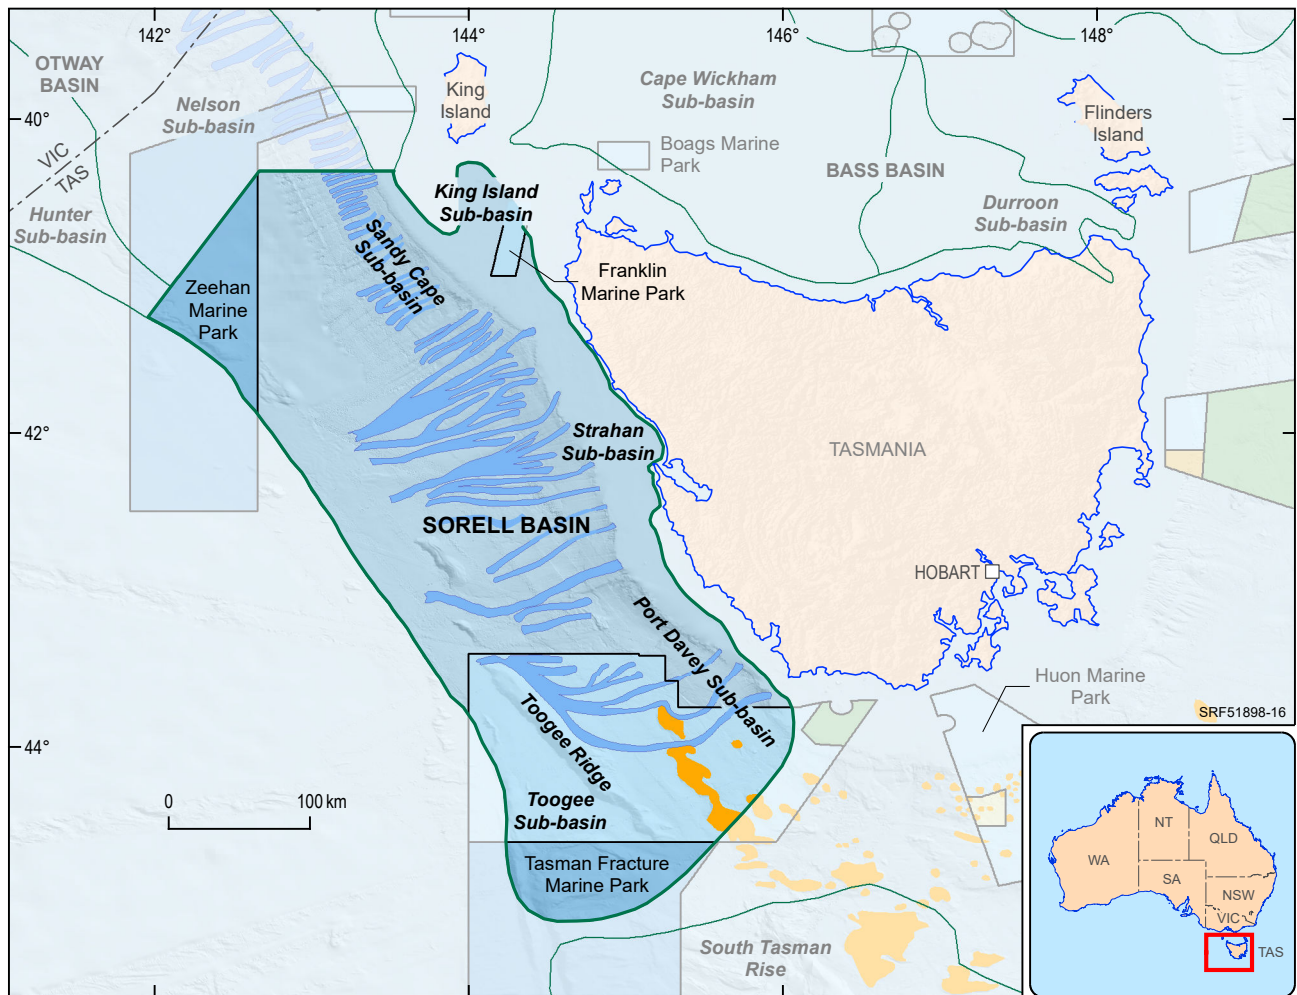 142°
144°
146°
148°
OTWAY
BASIN
Nelson
Sub-basin
King
Island
Cape Wickham
Sub-basin
Flinders
Island
40°
VIC
TAS
Boags Marine
Park
BASS BASIN
King Island
Sub-basin
Durroon
Sub-basin
Hunter
Sub-basin
Sandy Cape
Sub-basin
Franklin
Marine Park
Zeehan
Marine
Park
42°
Strahan
Sub-basin
TASMANIA
SORELL BASIN
HOBART
Port Davey Sub-basin
Huon Marine
Park
SRF51898-16
Toogee Ridge
44°
0
100 km
Toogee
Sub-basin
Tasman Fracture
Marine Park
South Tasman
Rise
NT
QLD
WA
SA
NSW
VIC
TAS